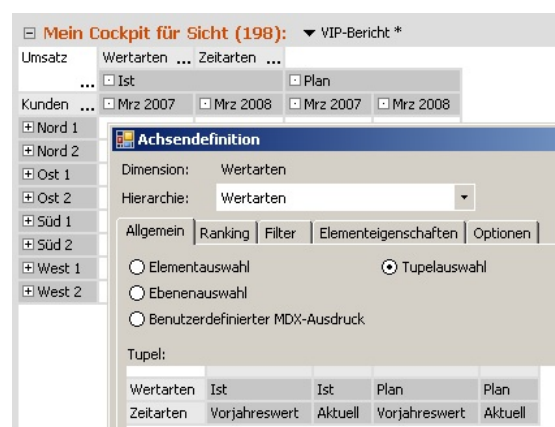 Mein Cockpit für Sicht (198): VIP-Bericht *
Umsatz Wertarten ... Zeitarten ...
... Ist Plan
Kunden ... Mrz 2007 Mrz 2008 Mrz 2007 Mrz 2008
Nord 1
Nord 2
Ost 1
Ost 2
Süd 1
Süd 2
West 1
West 2
Achsendefinition
Dimension: Wertarten
Hierarchie: Wertarten
Allgemein Ranking Filter Elementeigenschaften Optionen
Elementauswahl Tupelauswahl
Ebenenauswahl
Benutzerdefinierter MDX-Ausdruck
Tupel:
Wertarten Ist Ist Plan Plan
Zeitarten Vorjahreswert Aktuell Vorjahreswert Aktuell